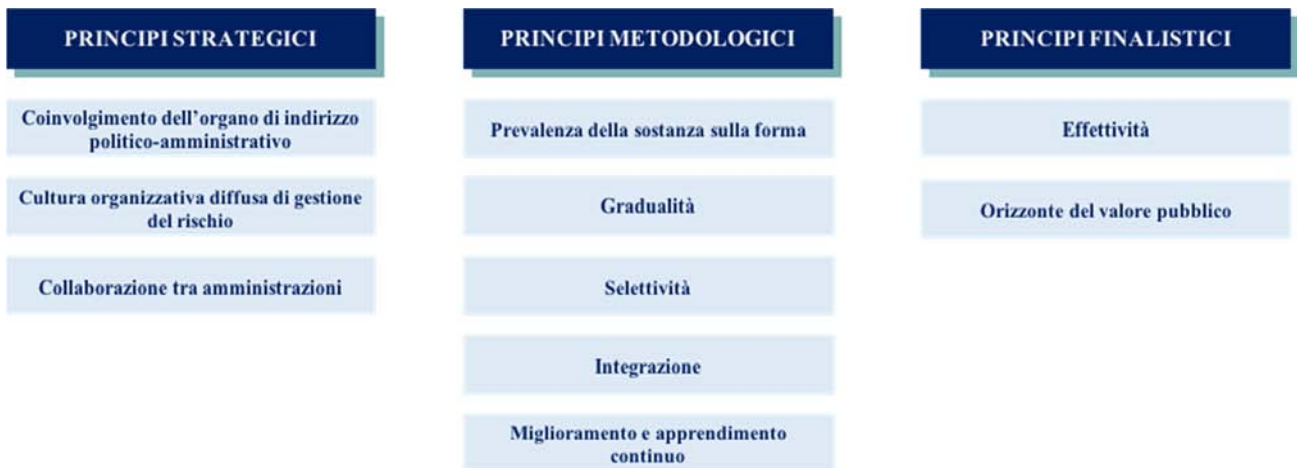 PRINCIPI STRATEGICI
Coinvolgimento dell’organo di indirizzo
politico-amministrativo
Cultura organizzativa diffusa di gestione
del rischio
Collaborazione tra amministrazioni
PRINCIPI METODOLOGICI
Prevalenza della sostanza sulla forma
Gradualità
Selettività
Integrazione
Miglioramento e apprendimento
continuo
PRINCIPI FINALISTICI
Effettività
Orizzonte del valore pubblico